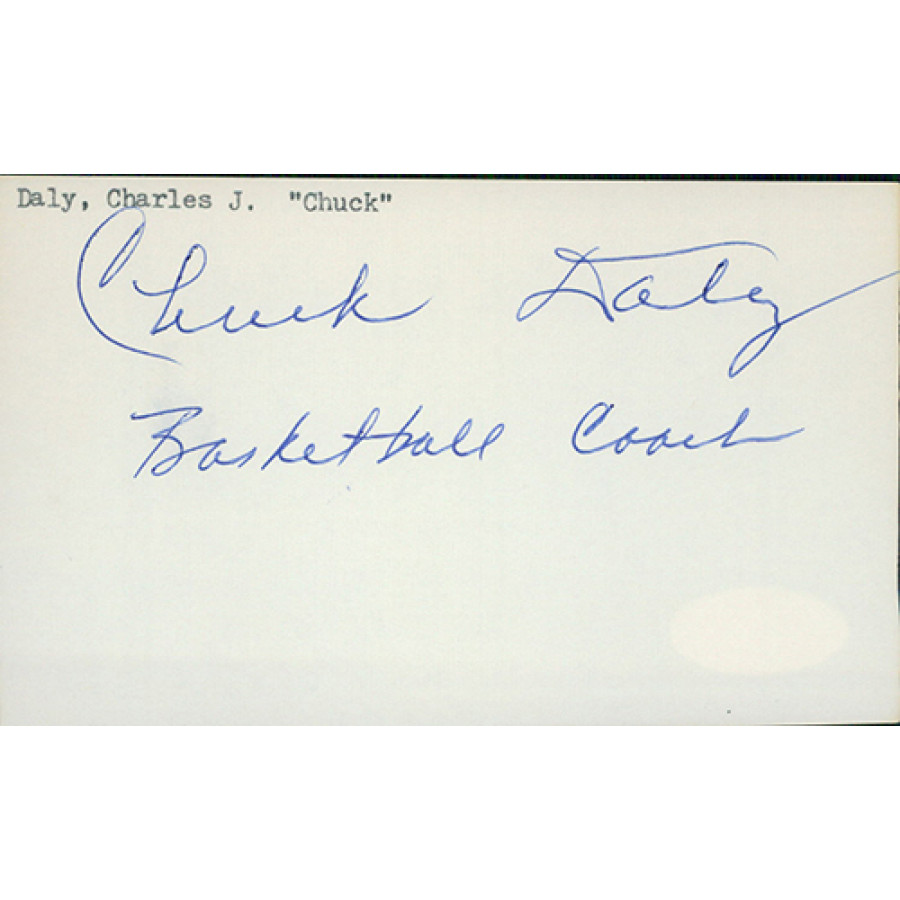 Daly, Charles J. "Chuck"
Chuck Daly
Basketball Coach